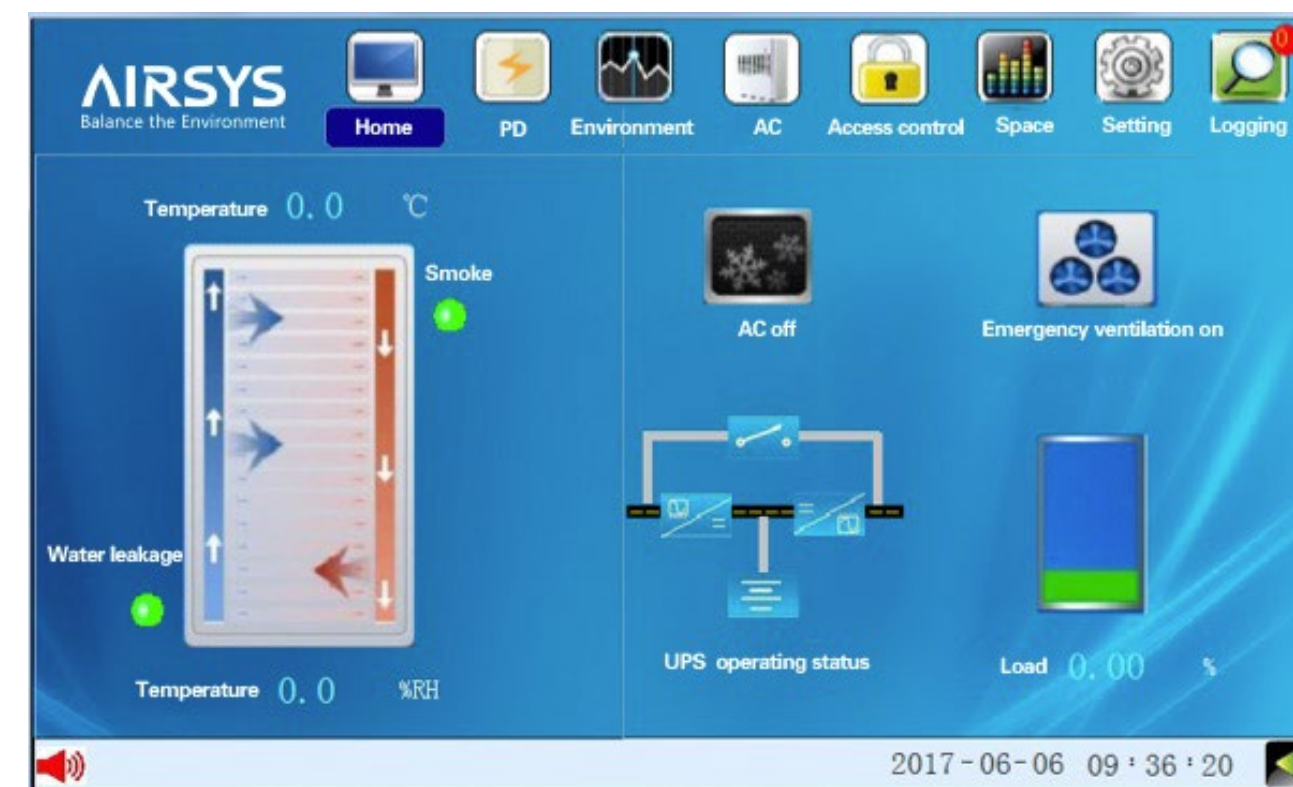 AIRSYS
Balance the Environment
Home
PD
Environment
AC
Access control
Space
Setting
Logging
0
Temperature 0.0 ℃
Smoke
Water leakage
Temperature 0.0 %RH
AC off
Emergency ventilation on
UPS operating status
Load 0.00 %
2017-06-06 09:36:20